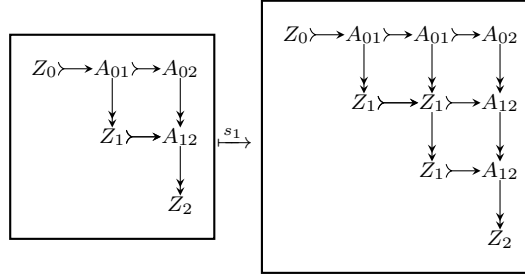 Z₀ A₀₁ A₀₂
Z₁ A₁₂
Z₂
s₁
Z₀ A₀₁ A₀₁ A₀₂
Z₁ Z₁ A₁₂
Z₁ A₁₂
Z₂